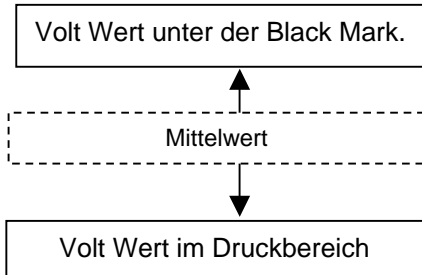 Volt Wert unter der Black Mark.
Mittelwert
Volt Wert im Druckbereich